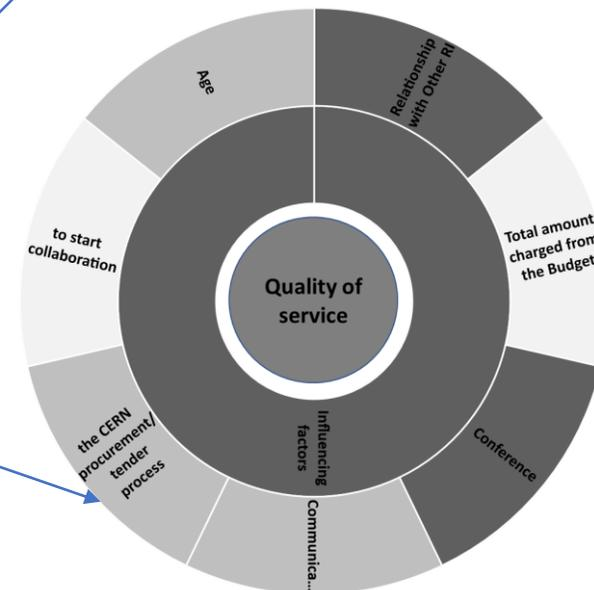 Age
Relationship
with Other RI
to start
collaboration
Total amount
charged from
the Budget
Quality of
service
Influencing
factors
the CERN
procurement/
tender
process
Conference
Communica...